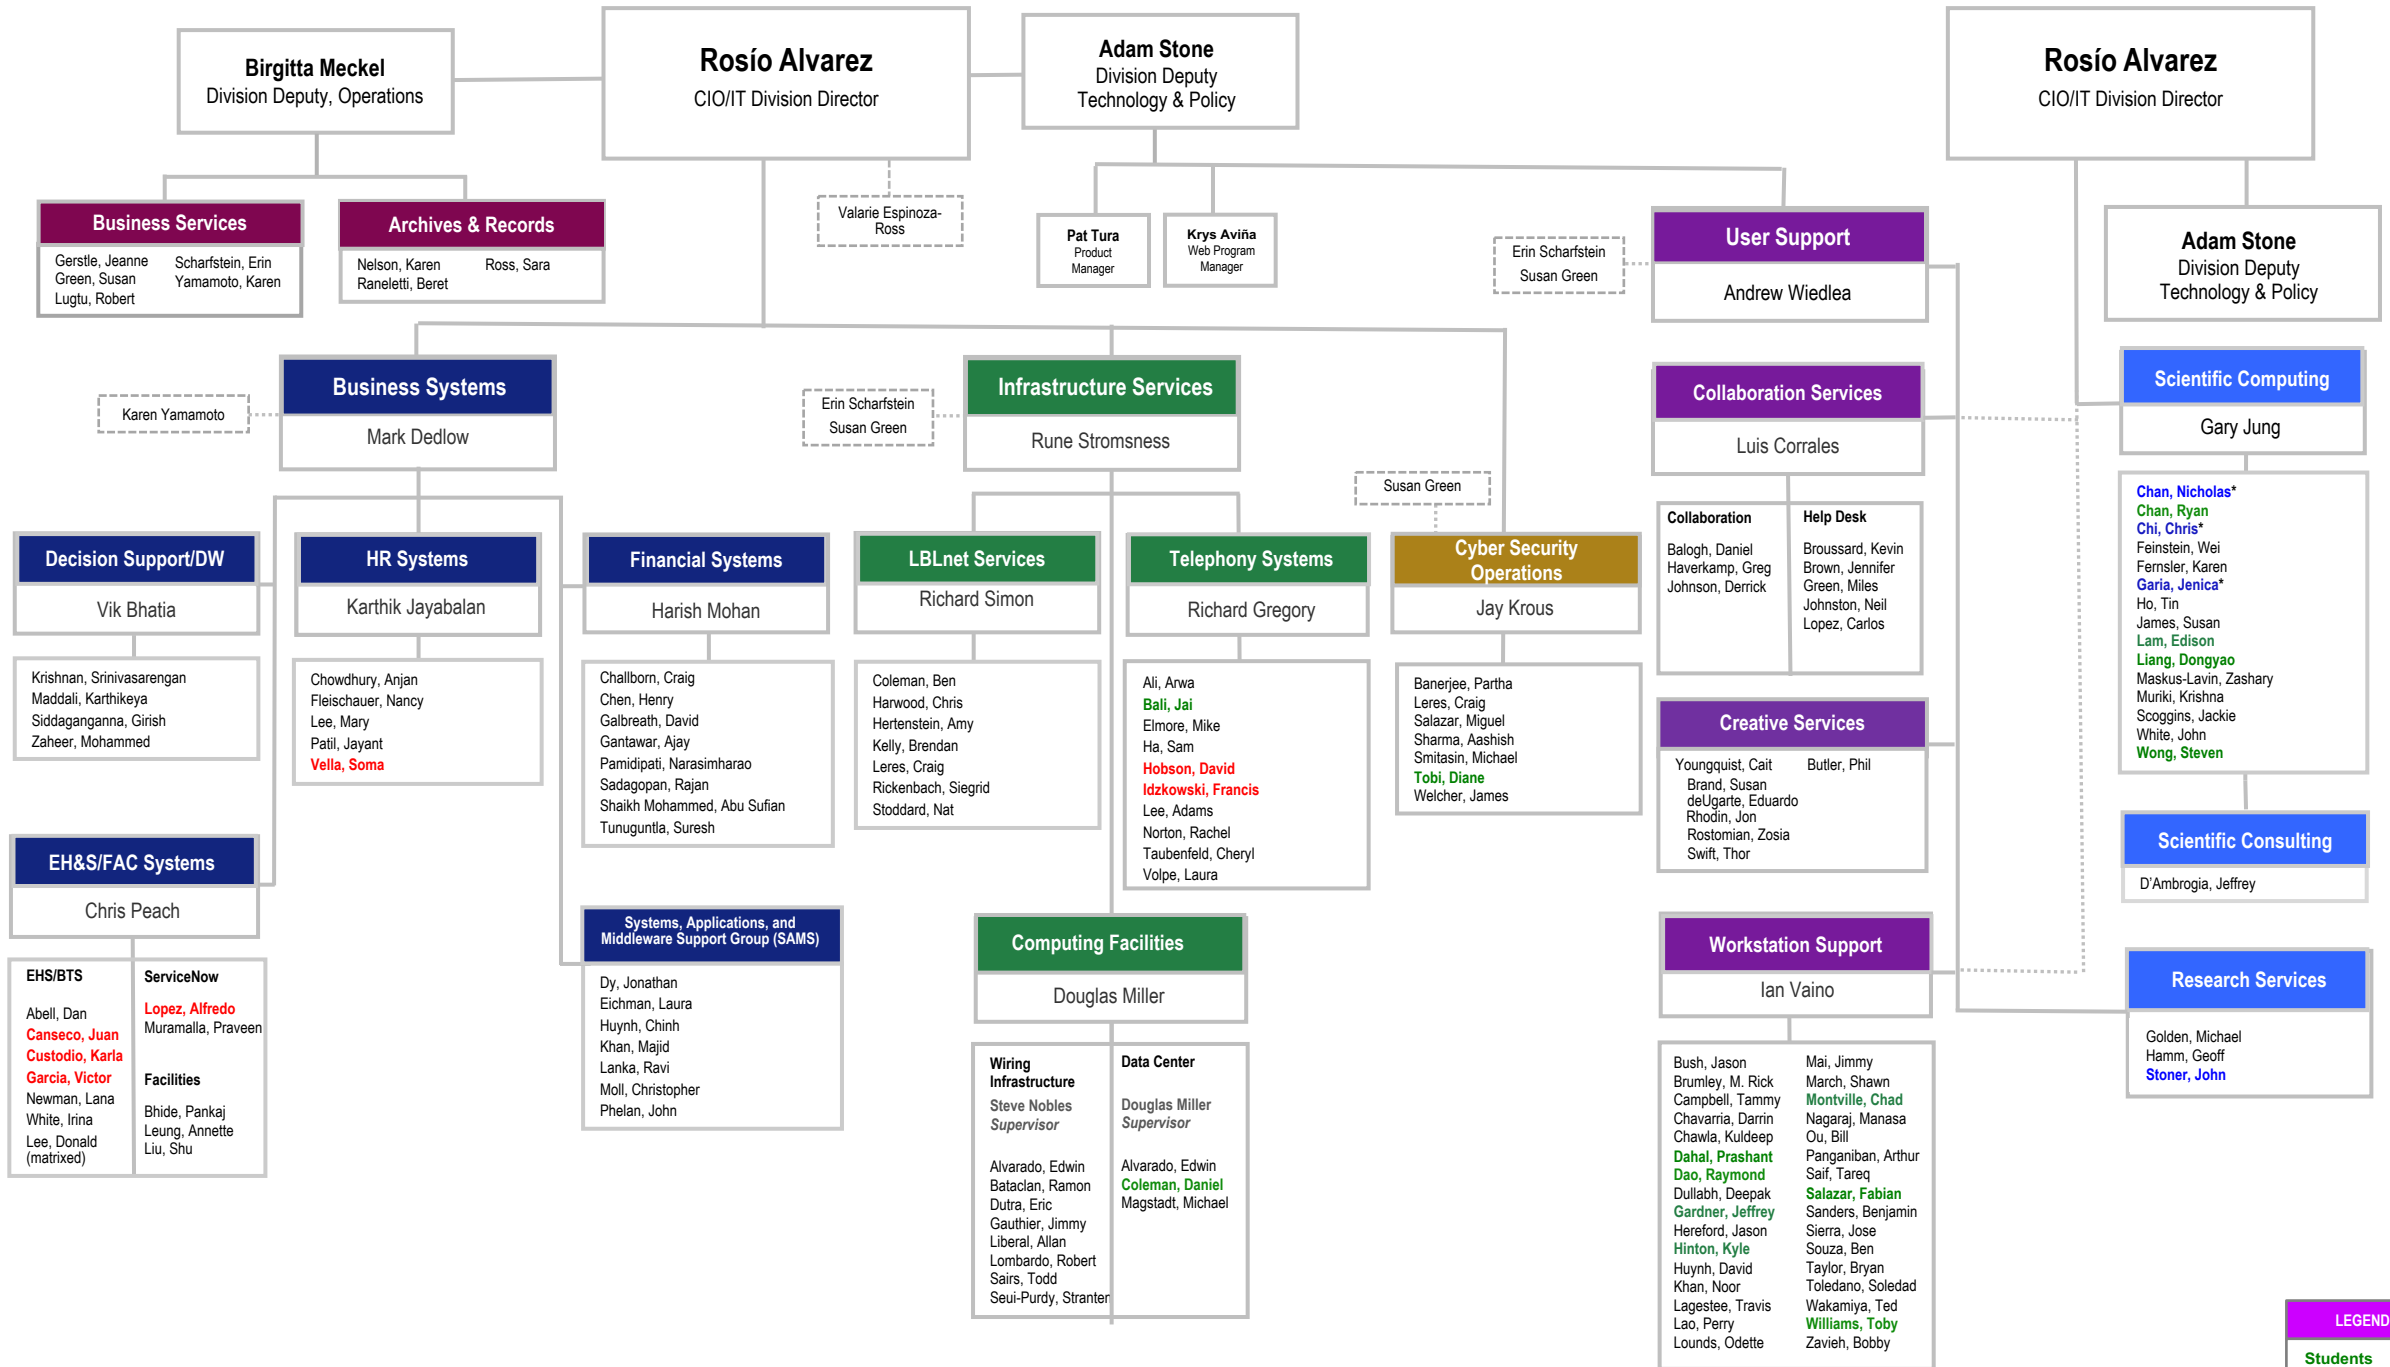 Birgitta Meckel
Division Deputy, Operations
Rosío Alvarez
CIO/IT Division Director
Adam Stone
Division Deputy
Technology & Policy
Rosío Alvarez
CIO/IT Division Director
Business Services
Gerstle, Jeanne
Green, Susan
Lugtu, Robert
Scharfstein, Erin
Yamamoto, Karen
Archives & Records
Nelson, Karen
Raneletti, Beret
Ross, Sara
Valarie Espinoza-
Ross
Pat Tura
Product
Manager
Krys Aviña
Web Program
Manager
Erin Scharfstein
Susan Green
User Support
Andrew Wiedlea
Adam Stone
Division Deputy
Technology & Policy
Karen Yamamoto
Business Systems
Mark Dedlow
Erin Scharfstein
Susan Green
Infrastructure Services
Rune Stromsness
Susan Green
Collaboration Services
Luis Corrales
Collaboration
Balogh, Daniel
Haverkamp, Greg
Johnson, Derrick
Help Desk
Broussard, Kevin
Brown, Jennifer
Green, Miles
Johnston, Neil
Lopez, Carlos
Scientific Computing
Gary Jung
Chan, Nicholas*
Chan, Ryan
Chi, Chris*
Feinstein, Wei
Fernsler, Karen
Garia, Jenica*
Ho, Tin
James, Susan
Lam, Edison
Liang, Dongyao
Maskus-Lavin, Zashary
Muriki, Krishna
Scoggins, Jackie
White, John
Wong, Steven
Decision Support/DW
Vik Bhatia
Krishnan, Srinivasarengan
Maddali, Karthikeya
Siddaganganna, Girish
Zaheer, Mohammed
HR Systems
Karthik Jayabalan
Chowdhury, Anjan
Fleischauer, Nancy
Lee, Mary
Patil, Jayant
Vella, Soma
Financial Systems
Harish Mohan
Challborn, Craig
Chen, Henry
Galbreath, David
Gantawar, Ajay
Pamidipati, Narasimharao
Sadagopan, Rajan
Shaikh Mohammed, Abu Sufian
Tunuguntla, Suresh
LBLnet Services
Richard Simon
Coleman, Ben
Harwood, Chris
Hertenstein, Amy
Kelly, Brendan
Leres, Craig
Rickenbach, Siegrid
Stoddard, Nat
Telephony Systems
Richard Gregory
Ali, Arwa
Bali, Jai
Elmore, Mike
Ha, Sam
Hobson, David
Idzkowski, Francis
Lee, Adams
Norton, Rachel
Taubenfeld, Cheryl
Volpe, Laura
Cyber Security
Operations
Jay Krous
Banerjee, Partha
Leres, Craig
Salazar, Miguel
Sharma, Aashish
Smitasin, Michael
Tobi, Diane
Welcher, James
Creative Services
Youngquist, Cait
Brand, Susan
deUgarte, Eduardo
Rhodin, Jon
Rostomian, Zosia
Swift, Thor
Butler, Phil
Scientific Consulting
D'Ambrogia, Jeffrey
EH&S/FAC Systems
Chris Peach
EHS/BTS
Abell, Dan
Canseco, Juan
Custodio, Karla
Garcia, Victor
Newman, Lana
White, Irina
Lee, Donald
(matrixed)
ServiceNow
Lopez, Alfredo
Muramalla, Praveen
Facilities
Bhide, Pankaj
Leung, Annette
Liu, Shu
Systems, Applications, and
Middleware Support Group (SAMS)
Dy, Jonathan
Eichman, Laura
Huynh, Chinh
Khan, Majid
Lanka, Ravi
Moll, Christopher
Phelan, John
Computing Facilities
Douglas Miller
Wiring
Infrastructure
Steve Nobles
Supervisor
Alvarado, Edwin
Bataclan, Ramon
Dutra, Eric
Gauthier, Jimmy
Liberal, Allan
Lombardo, Robert
Sairs, Todd
Seui-Purdy, Stranten
Data Center
Douglas Miller
Supervisor
Alvarado, Edwin
Coleman, Daniel
Magstadt, Michael
Workstation Support
Ian Vaino
Bush, Jason
Brumley, M. Rick
Campbell, Tammy
Chavarria, Darrin
Chawla, Kuldeep
Dahal, Prashant
Dao, Raymond
Dullabh, Deepak
Gardner, Jeffrey
Hereford, Jason
Hinton, Kyle
Huynh, David
Khan, Noor
Lagestee, Travis
Lao, Perry
Lounds, Odette
Mai, Jimmy
March, Shawn
Montville, Chad
Nagaraj, Manasa
Ou, Bill
Panganiban, Arthur
Saif, Tareq
Salazar, Fabian
Sanders, Benjamin
Sierra, Jose
Souza, Ben
Taylor, Bryan
Toledano, Soledad
Wakamiya, Ted
Williams, Toby
Zavieh, Bobby
Research Services
Golden, Michael
Hamm, Geoff
Stoner, John
LEGEND
Students